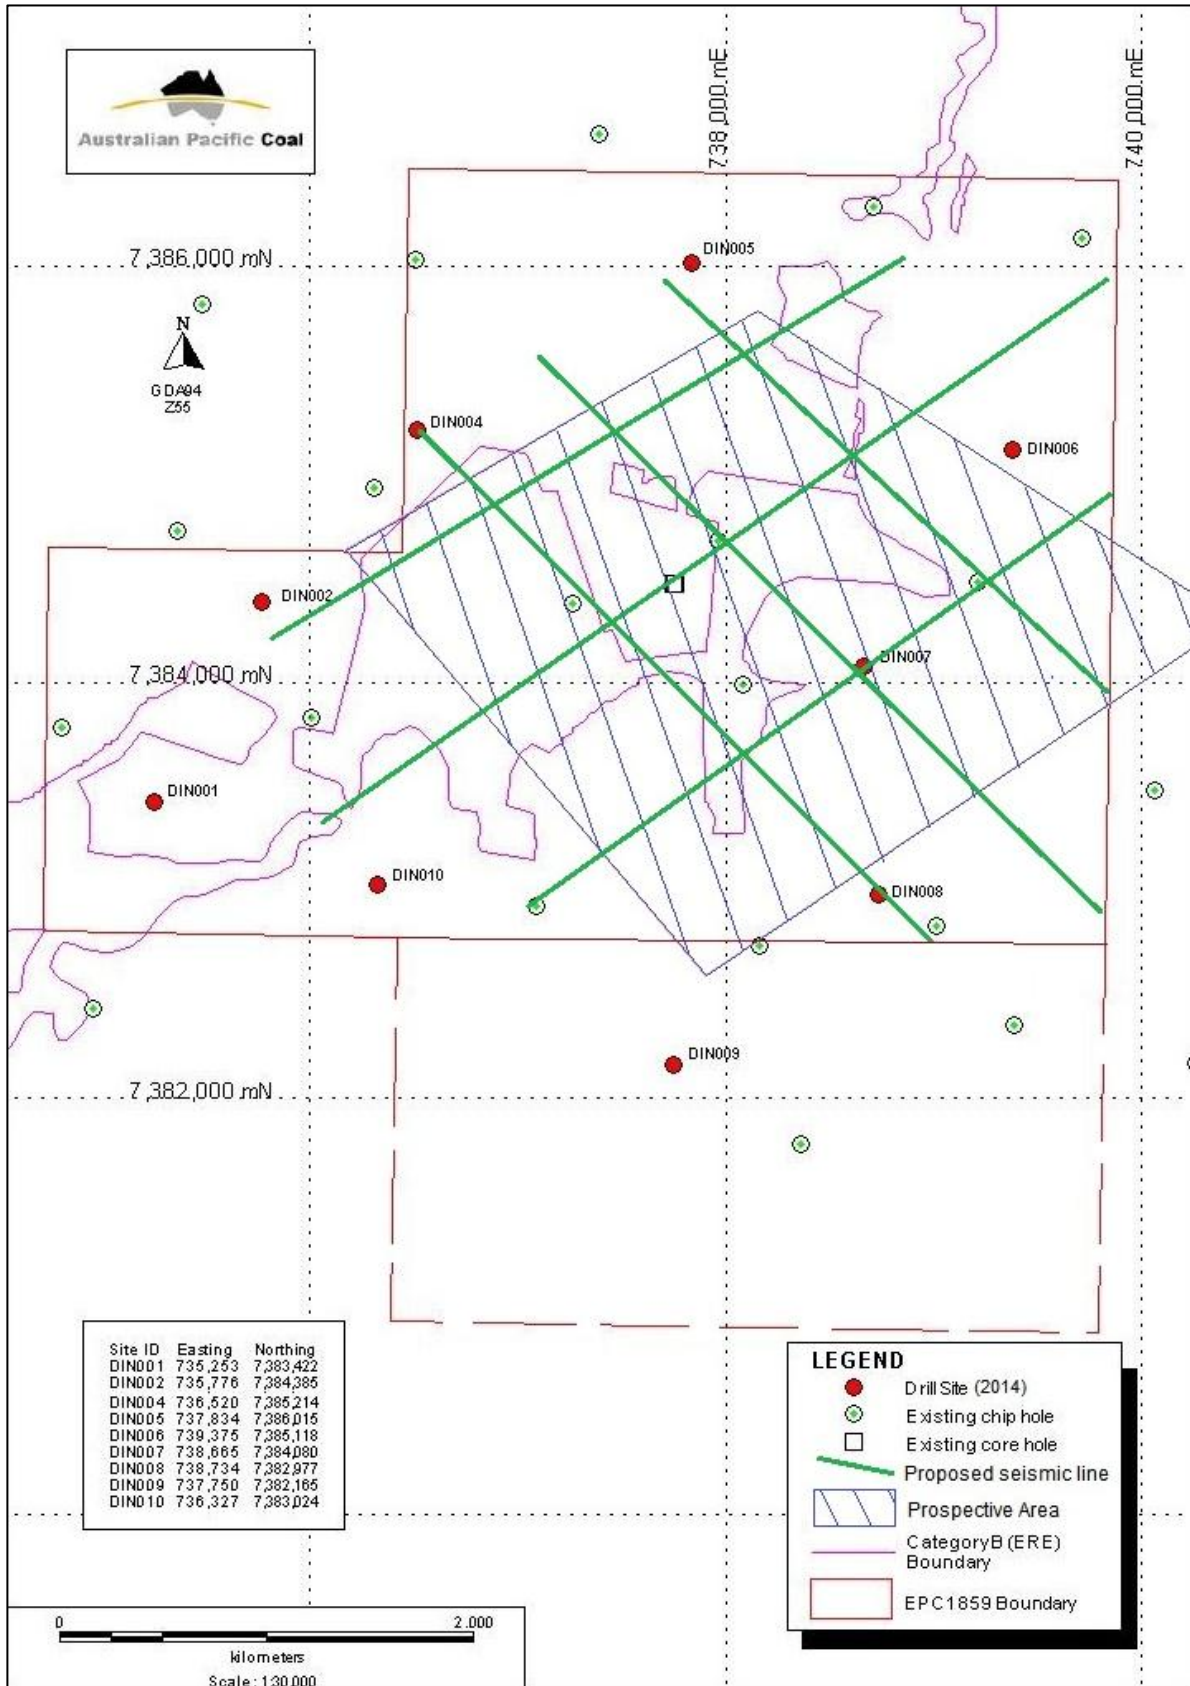 Australian Pacific Coal
738,000 mE
740,000 mE
7,386,000 mN
DIN005
N
GDA94
Z55
DIN004
DIN006
DIN002
DIN007
7,384,000 mN
DIN001
DIN010
DIN008
DIN009
7,382,000 mN
Site ID Easting Northing
DIN001 735,253 7,383,422
DIN002 735,776 7,384,385
DIN004 736,520 7,385,214
DIN005 737,834 7,386,015
DIN006 739,375 7,385,118
DIN007 738,665 7,384,080
DIN008 738,734 7,382,977
DIN009 737,750 7,382,165
DIN010 736,327 7,383,024
LEGEND
Drill Site (2014)
Existing chip hole
Existing core hole
Proposed seismic line
Prospective Area
Category B (ERE)
Boundary
EPC1859 Boundary
0 2.000
kilometers
Scale : 1:30,000